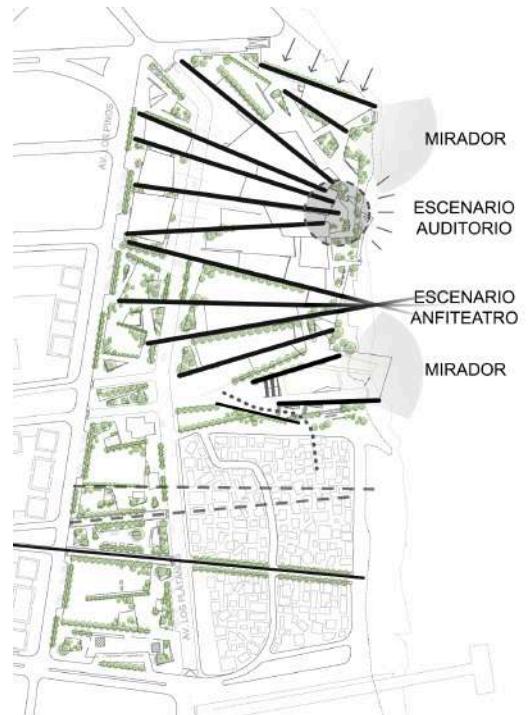 AV. LOS PINOS
MIRADOR
ESCENARIO
AUDITORIO
ESCENARIO
ANFITEATRO
MIRADOR
AV. LOS PLATANOS